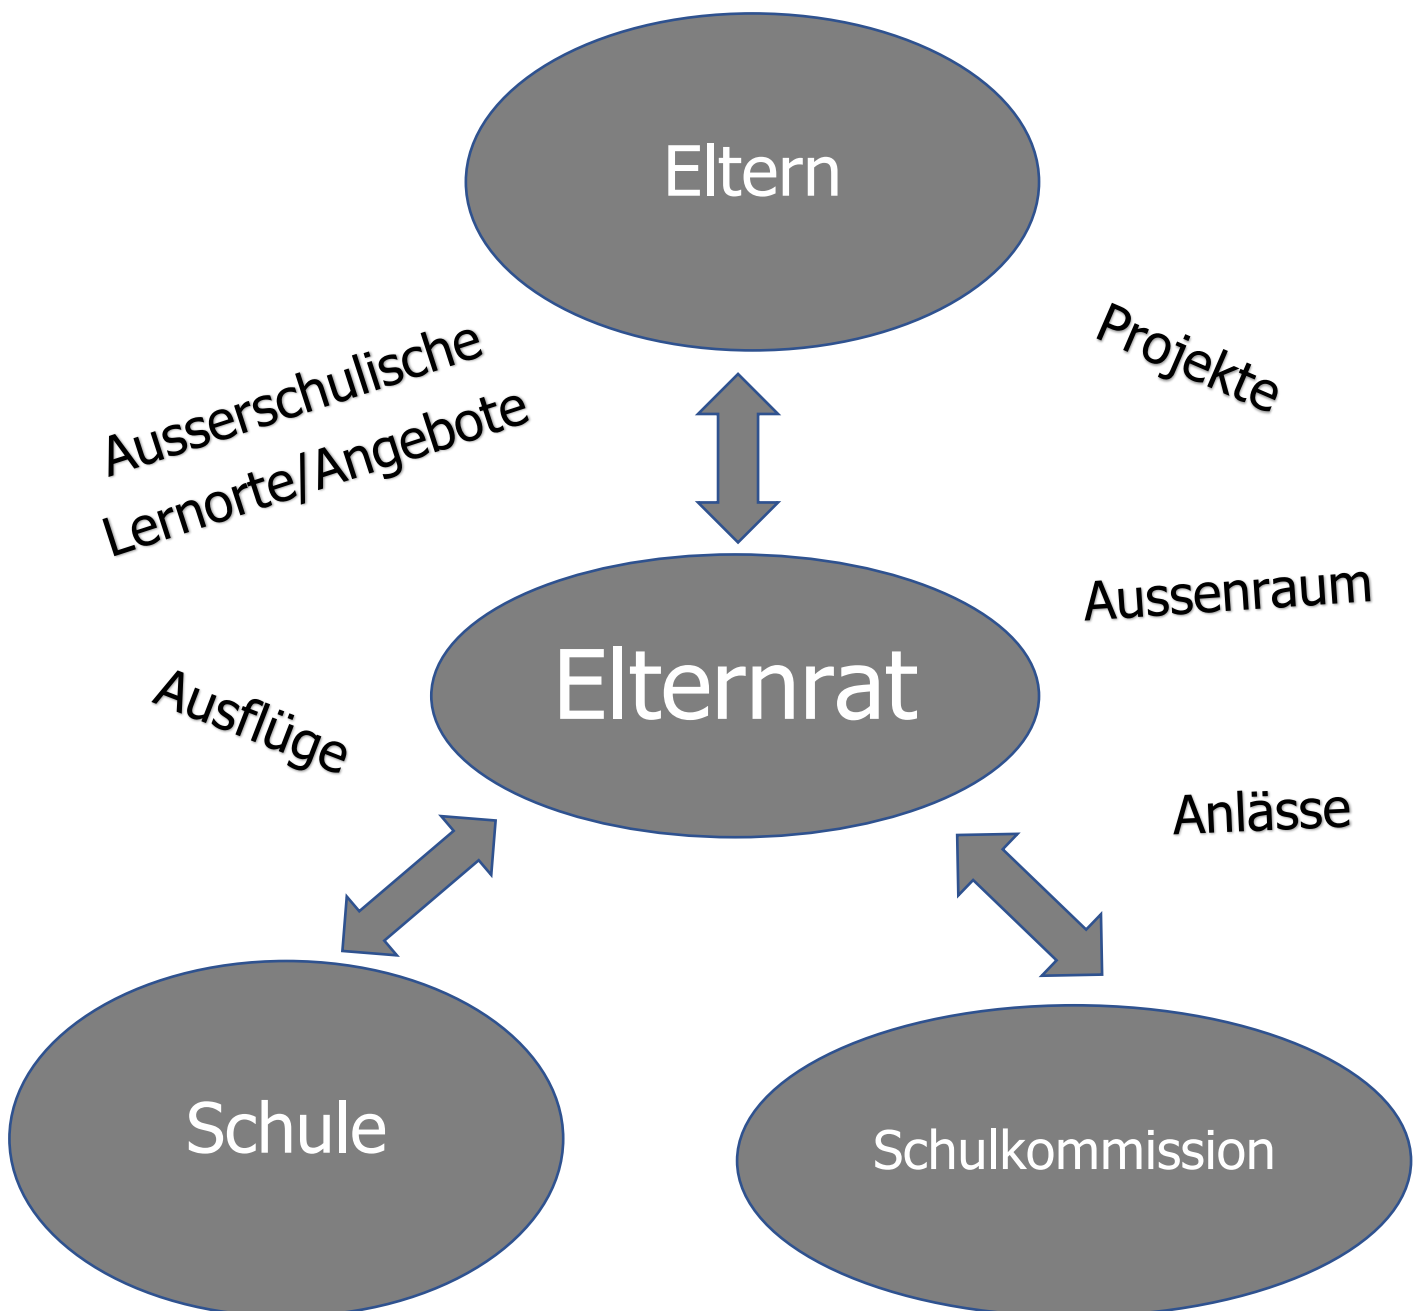 Eltern
Projekte
Ausserschulische
Lernorte/Angebote
Aussenraum
Elternrat
Ausflüge
Anlässe
Schule
Schulkommission